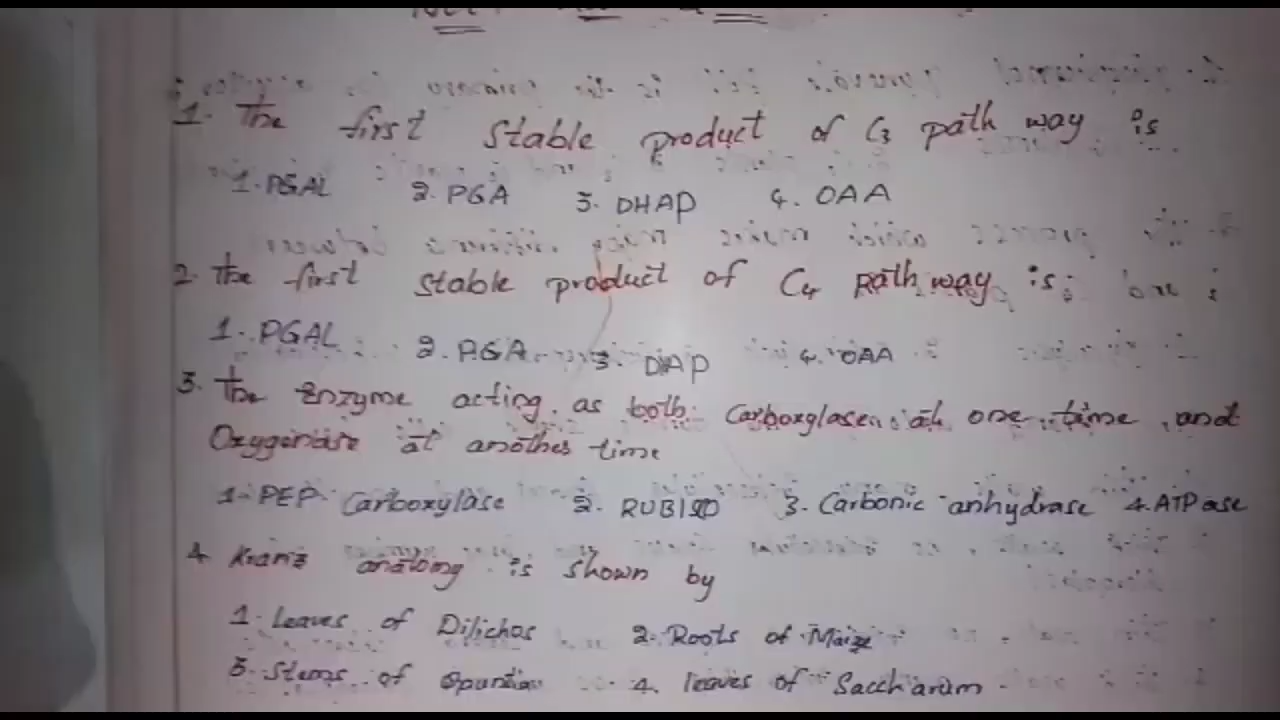 1. The first stable product of C3 path way is
1. PGAL 2. PGA 3. DHAP 4. OAA
2. The first stable product of C4 path way is:
1. PGAL 2. PGA 3. DHAP 4. OAA
3. The Enzyme acting as both Carboxylase at one time and
Oxygenase at another time
1. PEP Carboxylase 2. RUBISCO 3. Carbonic anhydrase 4. ATPase
4 Kranz is shown by
1. Leaves of Dilichos 2. Roots of Maize
3. Stems of Opuntia 4. leaves of Saccharum